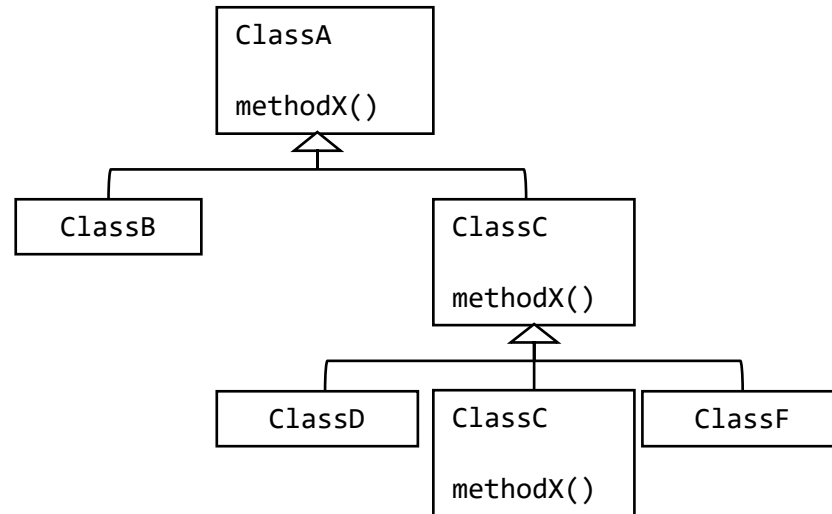 ClassA
methodX()
ClassB
ClassC
methodX()
ClassD
ClassC
methodX()
ClassF